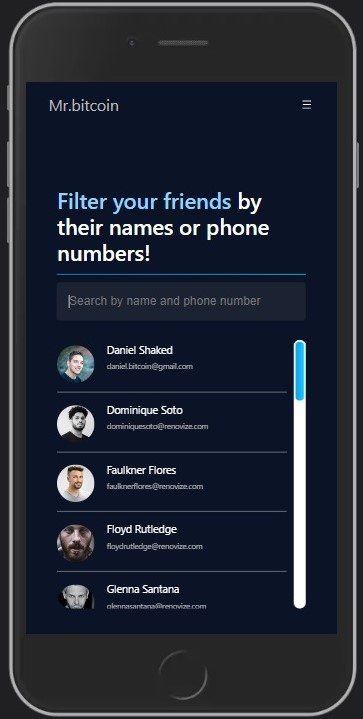 Mr.bitcoin
☰
Filter your friends by
their names or phone
numbers!
Search by name and phone number
Daniel Shaked
daniel.bitcoin@gmail.com
Dominique Soto
dominiquesoto@renovize.com
Faulkner Flores
faulknerflores@renovize.com
Floyd Rutledge
floydrutledge@renovize.com
Glenna Santana
glennasantana@renovize.com